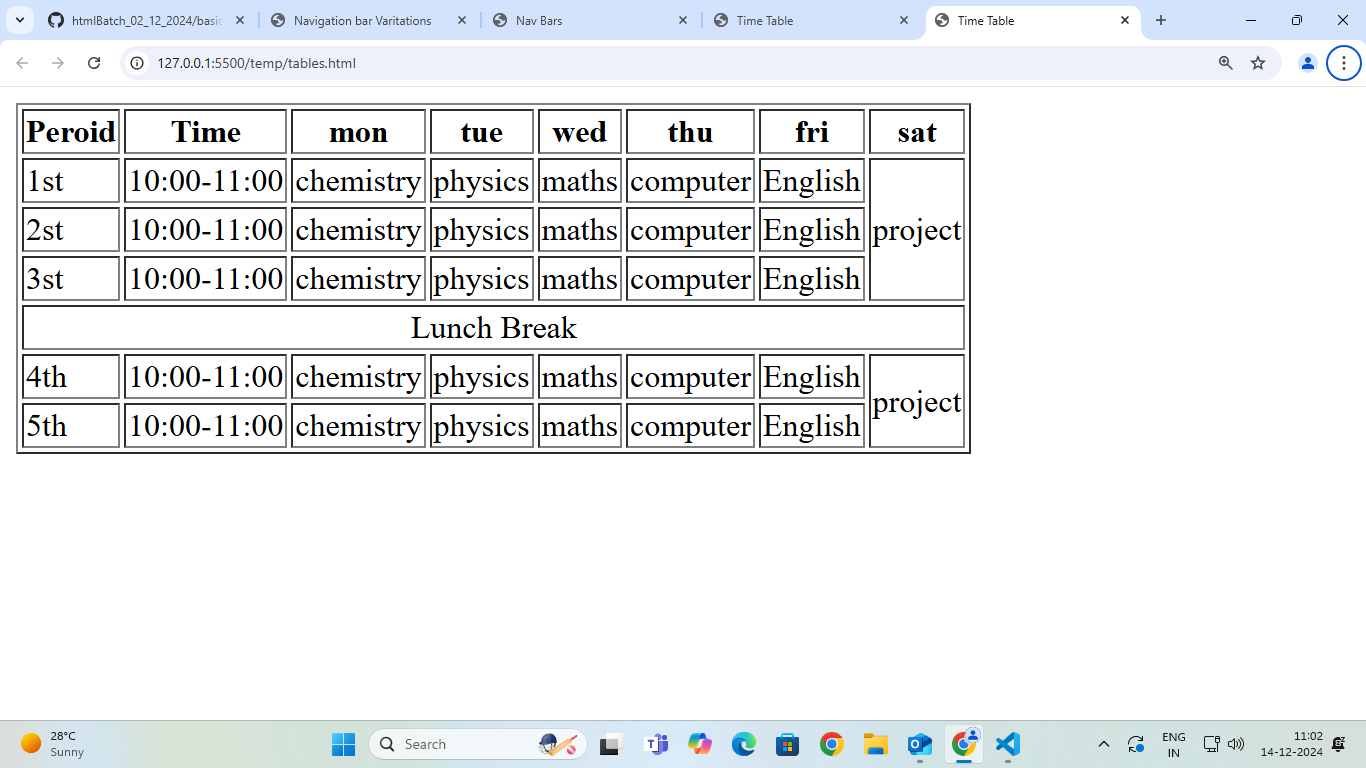 htmlBatch_02_12_2024/basic
Navigation bar Varitations
Nav Bars
Time Table
Time Table
127.0.0.1:5500/temp/tables.html
Peroid Time mon tue wed thu fri sat
1st 10:00-11:00 chemistry physics maths computer English project
2st 10:00-11:00 chemistry physics maths computer English
3st 10:00-11:00 chemistry physics maths computer English
Lunch Break
4th 10:00-11:00 chemistry physics maths computer English project
5th 10:00-11:00 chemistry physics maths computer English
28°C
Sunny
Search
ENG
IN
11:02
14-12-2024